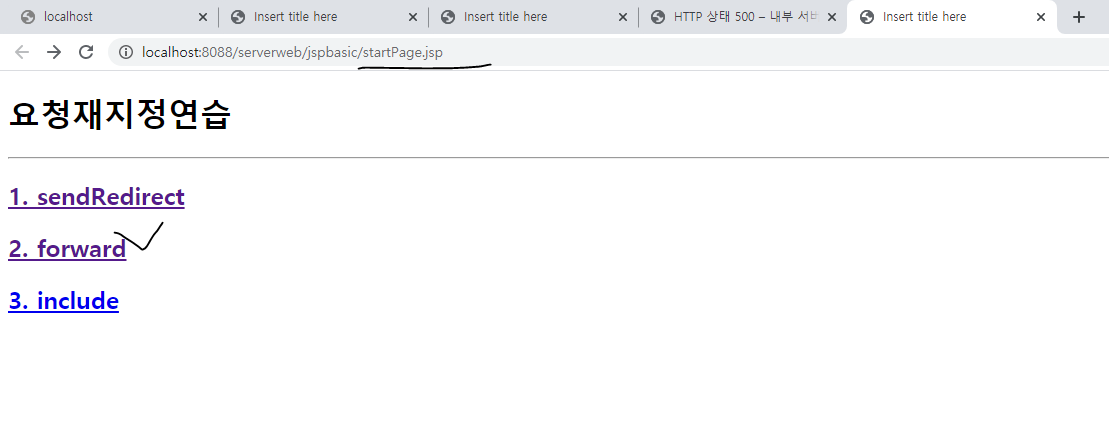 localhost
Insert title here
Insert title here
HTTP 상태 500 – 내부 서버
Insert title here
localhost:8088/serverweb/jspbasic/startPage.jsp
요청재지정연습
1. sendRedirect
2. forward
3. include